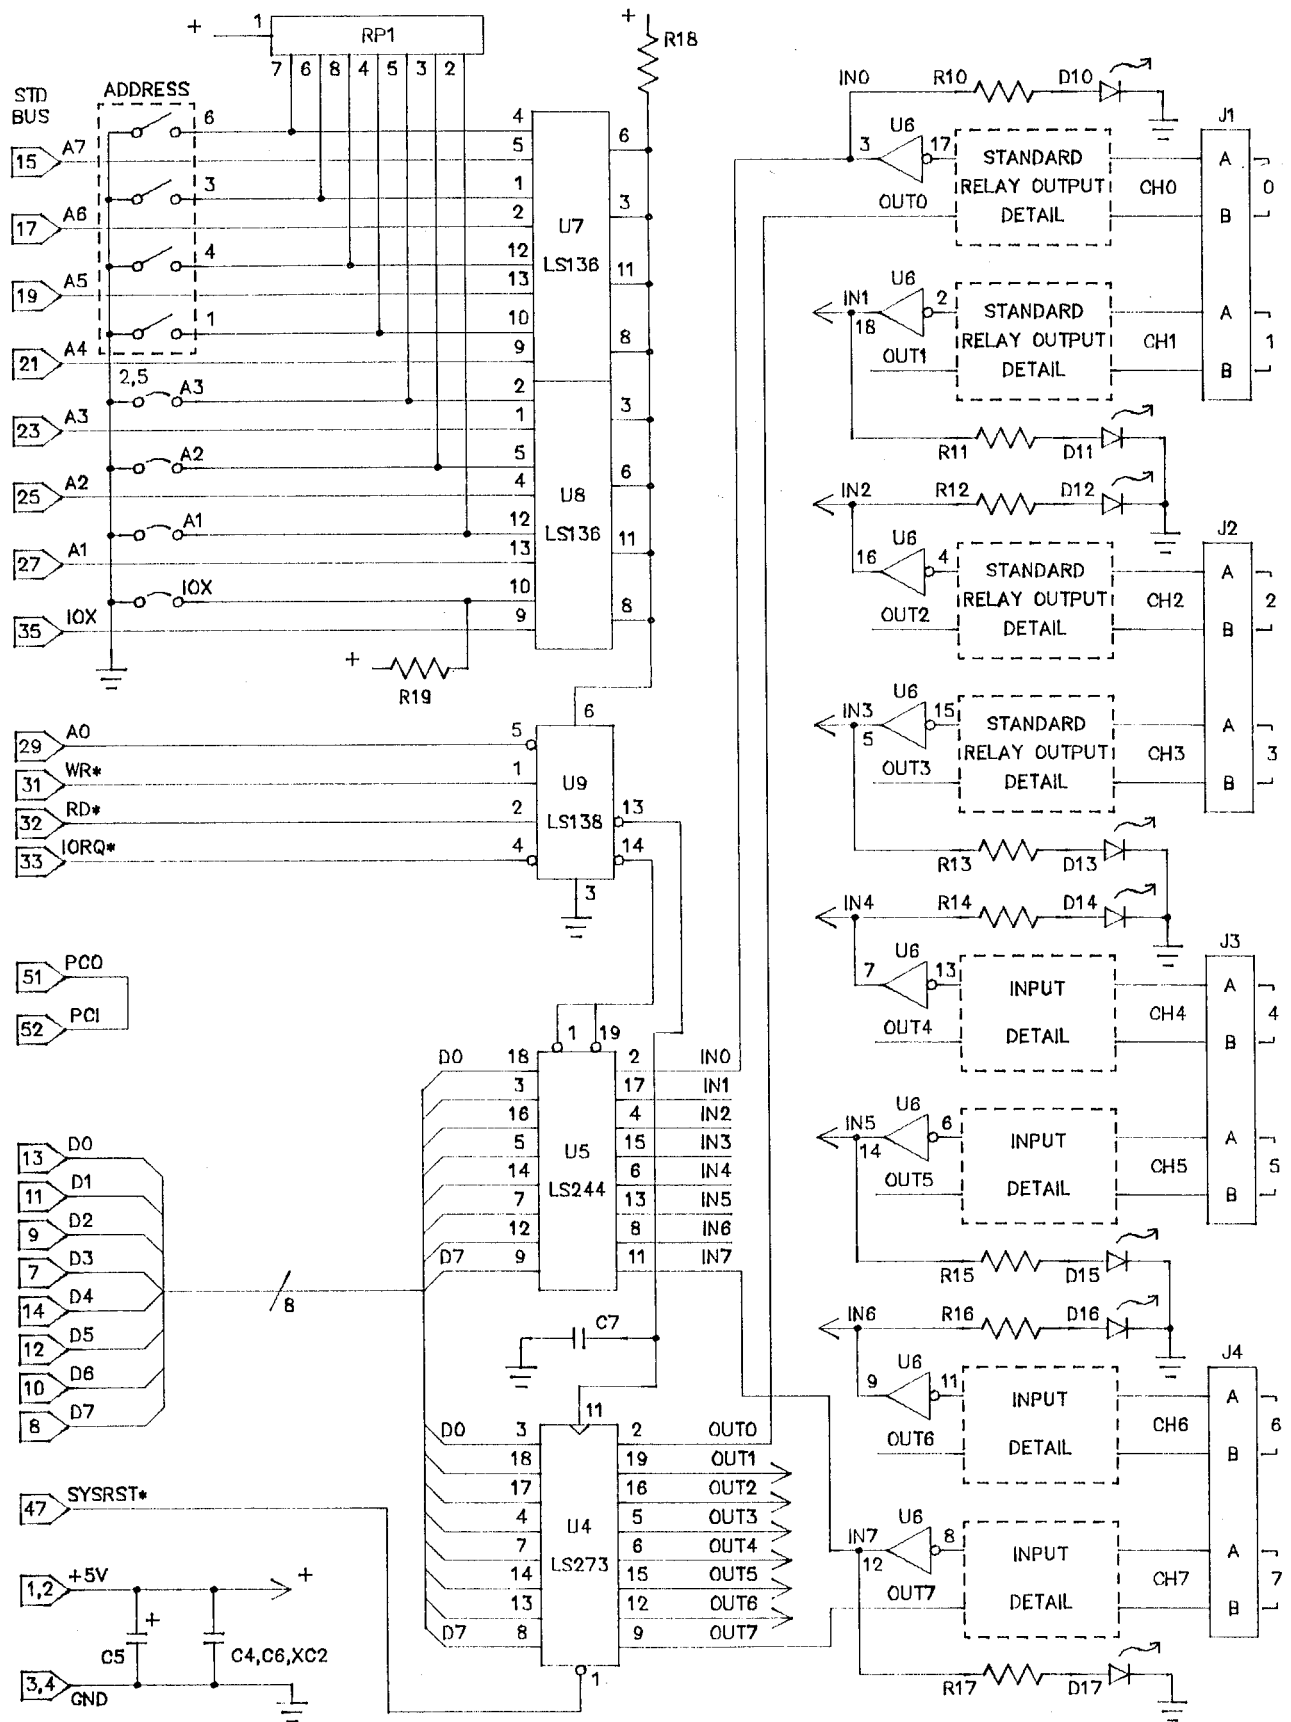 + 1 RP1
7 6 8 4 5 3 2
+ R18
STD
BUS
ADDRESS
6
15 A7
3
17 A6
4
19 A5
1
21 A4
2,5
A3
23 A3
A2
25 A2
A1
27 A1
IOX
35 IOX
+ R19
4
5
1
2
12
13
10
9
U7
LS136
6
3
11
8
2
1
5
4
12
13
10
9
U8
LS136
3
6
11
8
29 A0
31 WR*
32 RD*
33 IORQ*
5
1
2
4
6
U9
LS138
13
14
3
51 PCO
52 PCI
1 19
D0 18
3
16
5
14
7
12
D7 9
U5
LS244
2 IN0
17 IN1
4 IN2
15 IN3
6 IN4
13 IN5
8 IN6
11 IN7
13 D0
11 D1
9 D2
7 D3
14 D4
12 D5
10 D6
8 D7
8
C7
11
D0 3
18
17
4
7
14
13
D7 8
U4
LS273
2 OUT0
19 OUT1
16 OUT2
5 OUT3
6 OUT4
15 OUT5
12 OUT6
9 OUT7
1
47 SYSRST*
1,2 +5V
+
+
C5
C4,C6,XC2
3,4 GND
IN0 R10 D10
3 U6 17
OUT0
STANDARD
RELAY OUTPUT
DETAIL
CH0
J1
A
B
0
IN1
18 U6 2
OUT1
STANDARD
RELAY OUTPUT
DETAIL
CH1
A
B
1
R11 D11
IN2 R12 D12
16 U6 4
OUT2
STANDARD
RELAY OUTPUT
DETAIL
CH2
J2
A
B
2
IN3
5 U6 15
OUT3
STANDARD
RELAY OUTPUT
DETAIL
CH3
A
B
3
R13 D13
IN4 R14 D14
7 U6 13
OUT4
INPUT
DETAIL
CH4
J3
A
B
4
IN5
14 U6 6
OUT5
INPUT
DETAIL
CH5
A
B
5
R15 D15
IN6 R16 D16
9 U6 11
OUT6
INPUT
DETAIL
CH6
J4
A
B
6
IN7
12 U6 8
OUT7
INPUT
DETAIL
CH7
A
B
7
R17 D17